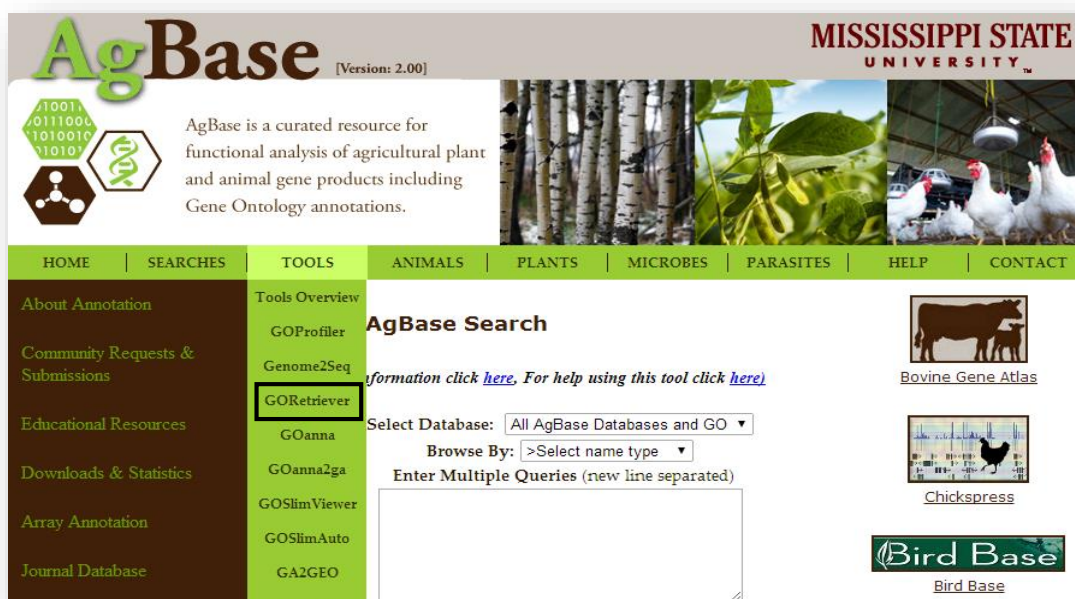 AgBase [Version: 2.00]
MISSISSIPPI STATE
UNIVERSITY TM
AgBase is a curated resource for
functional analysis of agricultural plant
and animal gene products including
Gene Ontology annotations.
HOME | SEARCHES | TOOLS | ANIMALS | PLANTS | MICROBES | PARASITES | HELP | CONTACT
About Annotation
Community Requests &
Submissions
Educational Resources
Downloads & Statistics
Array Annotation
Journal Database
Tools Overview
GOProfiler
Genome2Seq
GORetriever
GOanna
GOanna2ga
GOSlimViewer
GOSlimAuto
GA2GEO
AgBase Search
formation click here, For help using this tool click here)
Select Database: All AgBase Databases and GO
Browse By: >Select name type
Enter Multiple Queries (new line separated)
Bovine Gene Atlas
Chickspress
Bird Base
Bird Base